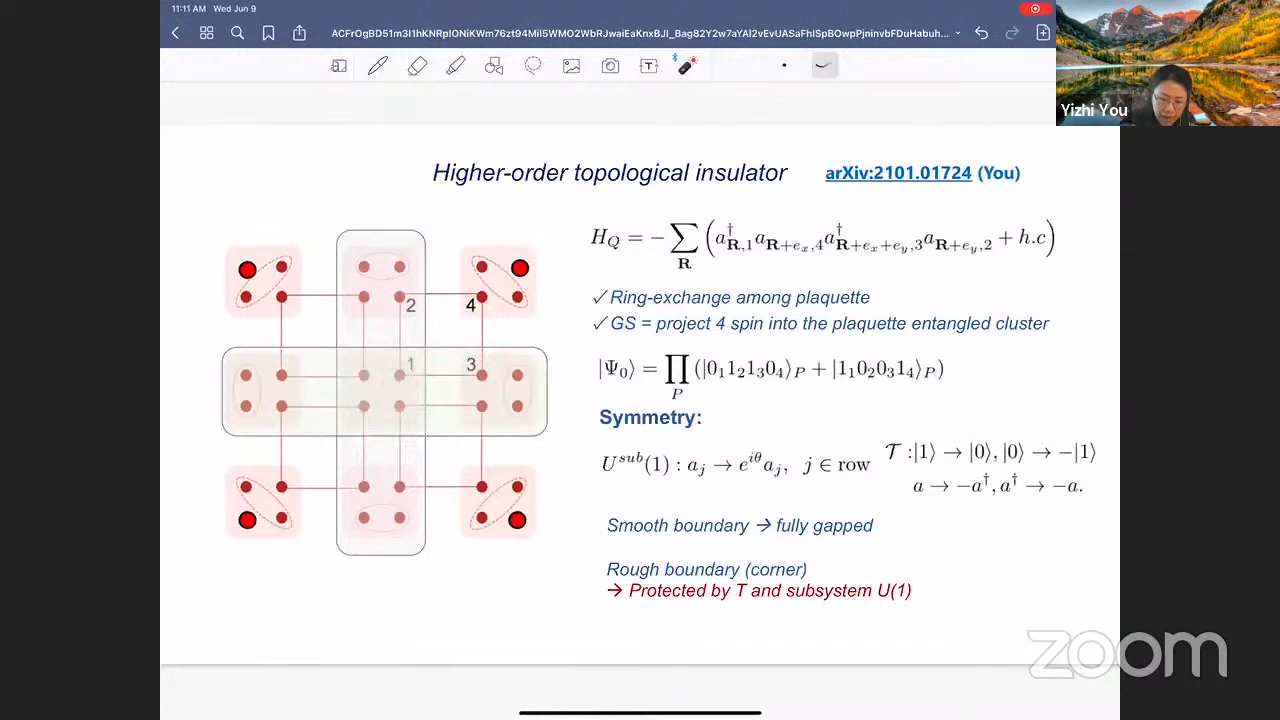 11:11 AM Wed Jun 9
ACFrOgBD51m3I1hKNRpIONiKWm76zt94MiI5WMO2WbRJwaiEaKnxBJI_Bag82Y2w7aYAI2vEvUASaFhISpBOwpPjninvbFDuHabuh...
Yizhi You
Higher-order topological insulator arXiv:2101.01724 (You)
H_Q = − ∑_R ( a†_{R,1} a_{R+e_x,4} a†_{R+e_x+e_y,3} a_{R+e_y,2} + h.c )
✓Ring-exchange among plaquette
✓GS = project 4 spin into the plaquette entangled cluster
|Ψ_0⟩ = ∏_P (|0_1 1_2 1_3 0_4⟩_P + |1_1 0_2 0_3 1_4⟩_P)
Symmetry:
U^{sub}(1) : a_j → e^{iθ} a_j, j ∈ row
𝒯 :|1⟩ → |0⟩, |0⟩ → −|1⟩
a → −a†, a† → −a.
Smooth boundary → fully gapped
Rough boundary (corner)
→ Protected by T and subsystem U(1)
2 4
1 3
zoom